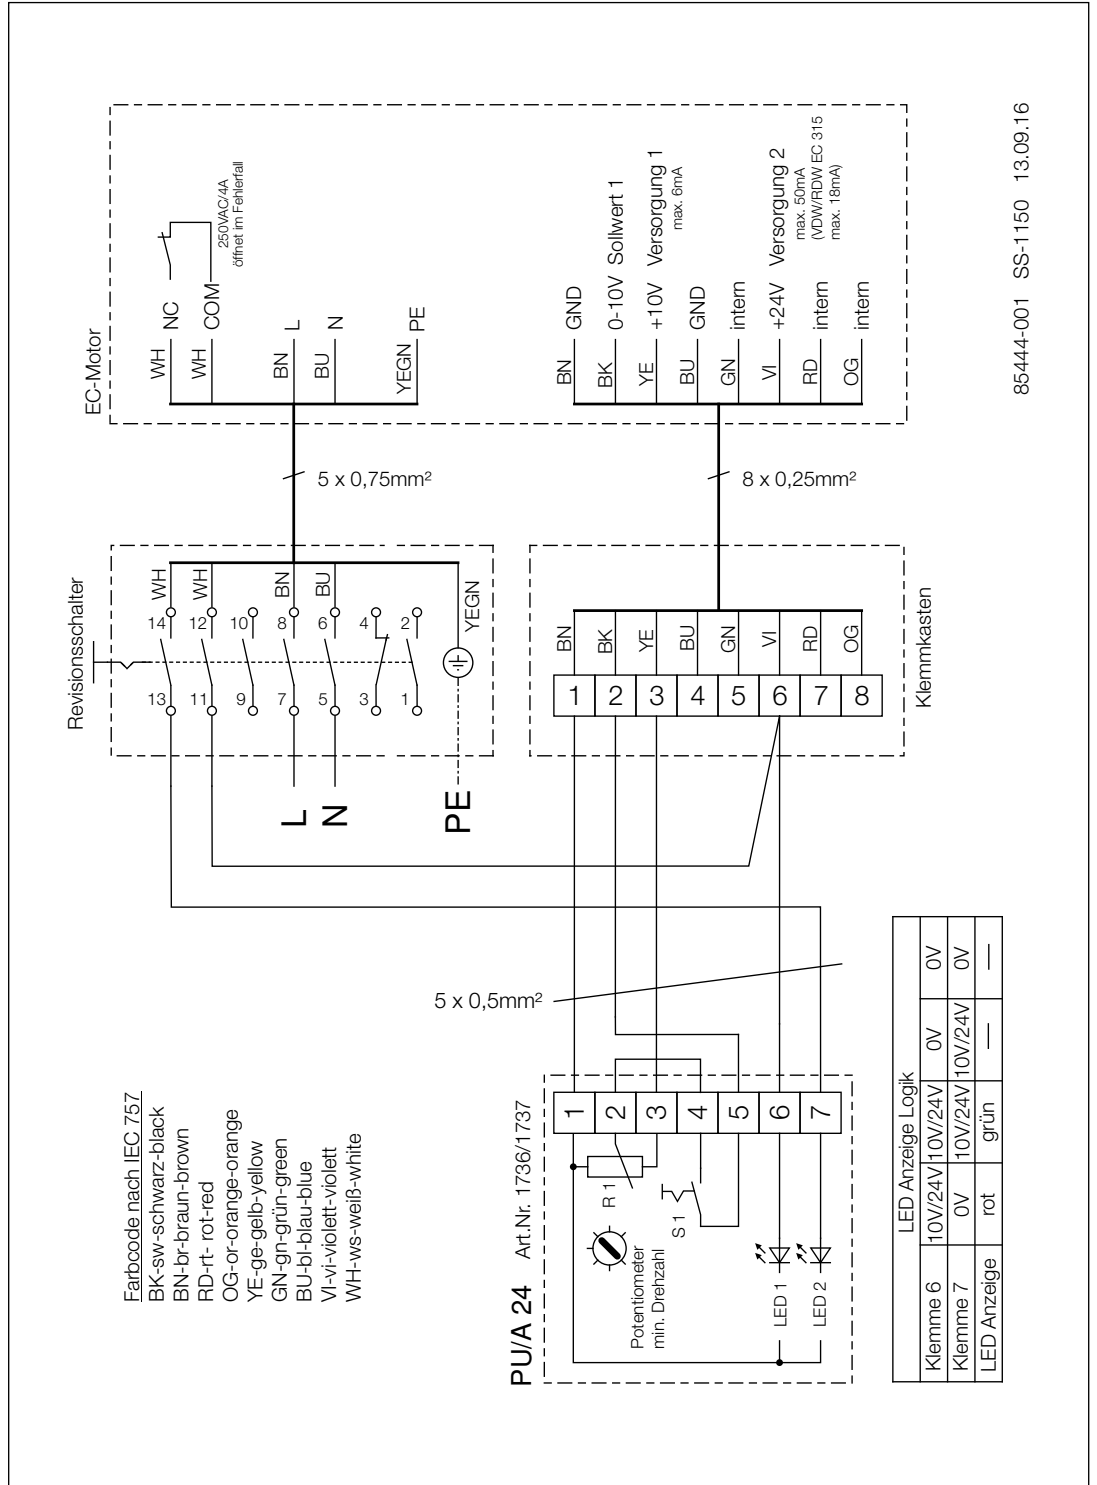 EC-Motor
WH
NC
WH
COM
250VAC/4A
öffnet im Fehlerfall
BN
L
BU
N
YEGN
PE
BN
GND
BK
0-10V Sollwert 1
YE
+10V Versorgung 1
max. 6mA
BU
GND
GN
intern
VI
+24V Versorgung 2
max. 50mA
(VDW/RDW EC 315
max. 18mA)
RD
intern
OG
intern
85444-001 SS-1150 13.09.16
5 x 0,75mm²
8 x 0,25mm²
Revisionsschalter
WH
WH
BN
BU
YEGN
14
12
10
8
6
4
2
13
11
9
7
5
3
1
L
N
PE
Klemmkasten
BN
BK
YE
BU
GN
VI
RD
OG
1
2
3
4
5
6
7
8
5 x 0,5mm²
Farbcode nach IEC 757
BK-sw-schwarz-black
BN-br-braun-brown
RD-rt- rot-red
OG-or-orange-orange
YE-ge-gelb-yellow
GN-gn-grün-green
BU-bl-blau-blue
VI-vi-violett-violett
WH-ws-weiß-white
PU/A 24 Art.Nr. 1736/1737
1
2
3
4
5
6
7
R 1
S 1
Potentiometer
min. Drehzahl
LED 1
LED 2
LED Anzeige Logik
Klemme 6 10V/24V 10V/24V 0V 0V
Klemme 7 0V 10V/24V 10V/24V 0V
LED Anzeige rot grün — —